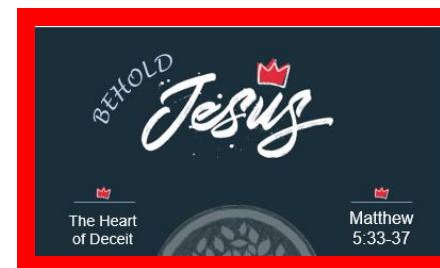 BEHOLD
Jesus
The Heart
of Deceit
Matthew
5:33-37